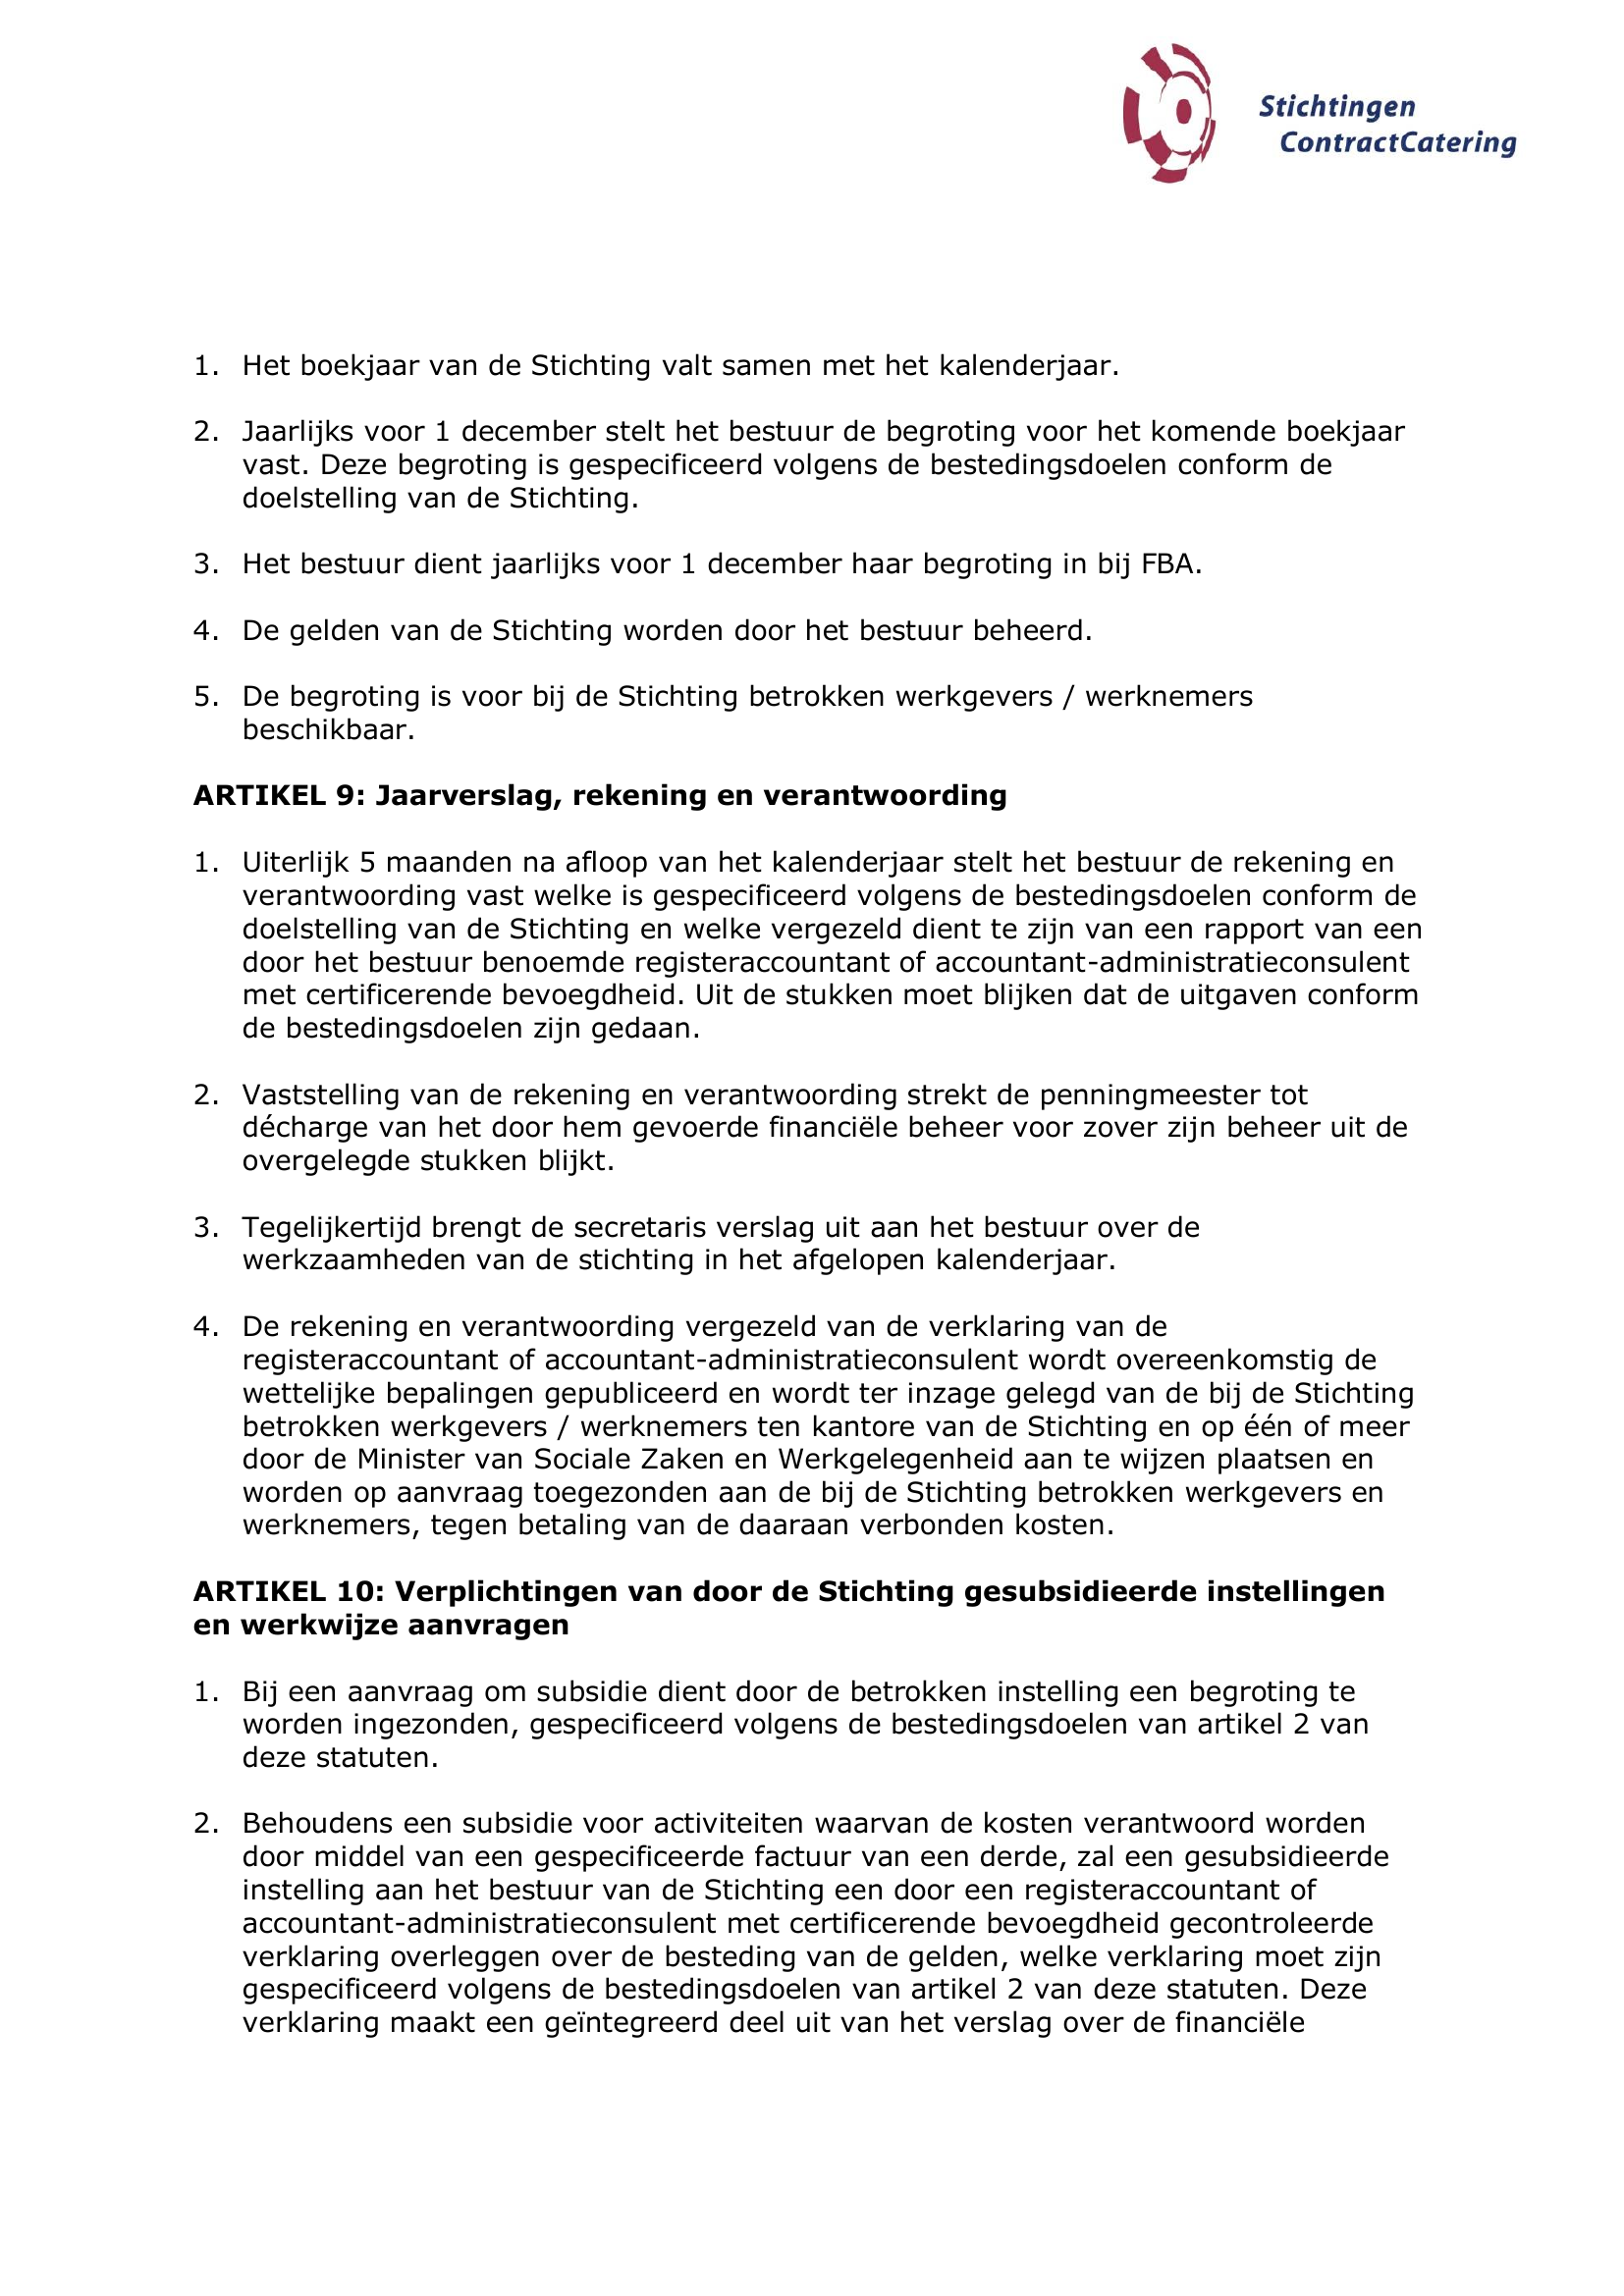 Stichtingen
ContractCatering
1. Het boekjaar van de Stichting valt samen met het kalenderjaar.
2. Jaarlijks voor 1 december stelt het bestuur de begroting voor het komende boekjaar
vast. Deze begroting is gespecificeerd volgens de bestedingsdoelen conform de
doelstelling van de Stichting.
3. Het bestuur dient jaarlijks voor 1 december haar begroting in bij FBA.
4. De gelden van de Stichting worden door het bestuur beheerd.
5. De begroting is voor bij de Stichting betrokken werkgevers / werknemers
beschikbaar.
ARTIKEL 9: Jaarverslag, rekening en verantwoording
1. Uiterlijk 5 maanden na afloop van het kalenderjaar stelt het bestuur de rekening en
verantwoording vast welke is gespecificeerd volgens de bestedingsdoelen conform de
doelstelling van de Stichting en welke vergezeld dient te zijn van een rapport van een
door het bestuur benoemde registeraccountant of accountant-administratieconsulent
met certificerende bevoegdheid. Uit de stukken moet blijken dat de uitgaven conform
de bestedingsdoelen zijn gedaan.
2. Vaststelling van de rekening en verantwoording strekt de penningmeester tot
décharge van het door hem gevoerde financiële beheer voor zover zijn beheer uit de
overgelegde stukken blijkt.
3. Tegelijkertijd brengt de secretaris verslag uit aan het bestuur over de
werkzaamheden van de stichting in het afgelopen kalenderjaar.
4. De rekening en verantwoording vergezeld van de verklaring van de
registeraccountant of accountant-administratieconsulent wordt overeenkomstig de
wettelijke bepalingen gepubliceerd en wordt ter inzage gelegd van de bij de Stichting
betrokken werkgevers / werknemers ten kantore van de Stichting en op één of meer
door de Minister van Sociale Zaken en Werkgelegenheid aan te wijzen plaatsen en
worden op aanvraag toegezonden aan de bij de Stichting betrokken werkgevers en
werknemers, tegen betaling van de daaraan verbonden kosten.
ARTIKEL 10: Verplichtingen van door de Stichting gesubsidieerde instellingen
en werkwijze aanvragen
1. Bij een aanvraag om subsidie dient door de betrokken instelling een begroting te
worden ingezonden, gespecificeerd volgens de bestedingsdoelen van artikel 2 van
deze statuten.
2. Behoudens een subsidie voor activiteiten waarvan de kosten verantwoord worden
door middel van een gespecificeerde factuur van een derde, zal een gesubsidieerde
instelling aan het bestuur van de Stichting een door een registeraccountant of
accountant-administratieconsulent met certificerende bevoegdheid gecontroleerde
verklaring overleggen over de besteding van de gelden, welke verklaring moet zijn
gespecificeerd volgens de bestedingsdoelen van artikel 2 van deze statuten. Deze
verklaring maakt een geïntegreerd deel uit van het verslag over de financiële